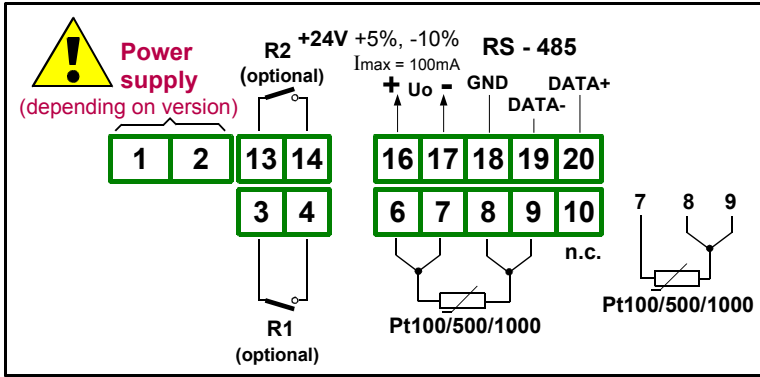 Power
supply
(depending on version)
R2
(optional)
+24V +5%, -10%
Imax = 100mA
+ Uo -
RS - 485
GND
DATA-
DATA+
1 2 13 14 16 17 18 19 20
3 4 6 7 8 9 10
n.c.
R1
(optional)
Pt100/500/1000
7 8 9
Pt100/500/1000